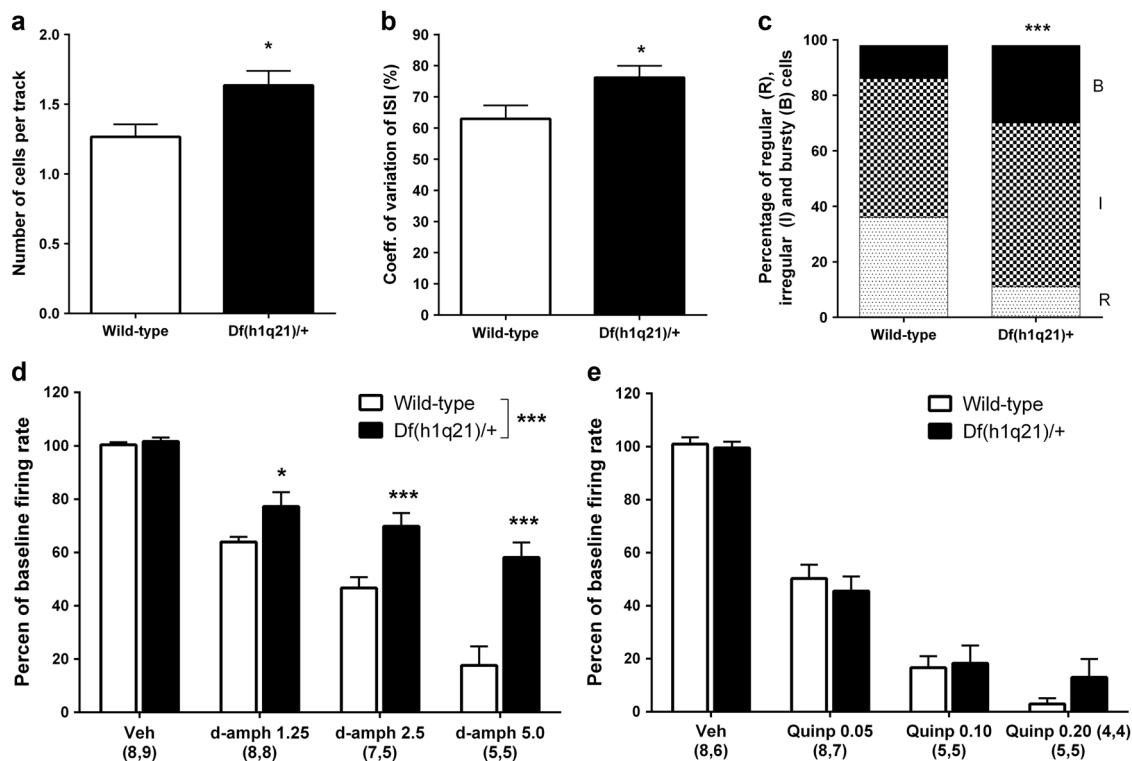 a
Number of cells per track
2.0
1.5
1.0
0.5
0.0
*
Wild-type
Df(h1q21)/+
b
Coeff. of variation of ISI (%)
90
80
70
60
50
40
30
20
10
0
*
Wild-type
Df(h1q21)/+
c
Percentage of regular (R),
irregular (I) and bursty (B) cells
100
80
60
40
20
0
***
B
I
R
Wild-type
Df(h1q21)+
d
Percen of baseline firing rate
120
100
80
60
40
20
0
Wild-type
Df(h1q21)/+
***
*
***
***
Veh
(8,9)
d-amph 1.25
(8,8)
d-amph 2.5
(7,5)
d-amph 5.0
(5,5)
e
Percen of baseline firing rate
120
100
80
60
40
20
0
Wild-type
Df(h1q21)/+
Veh
(8,6)
Quinp 0.05
(8,7)
Quinp 0.10
(5,5)
Quinp 0.20 (4,4)
(5,5)